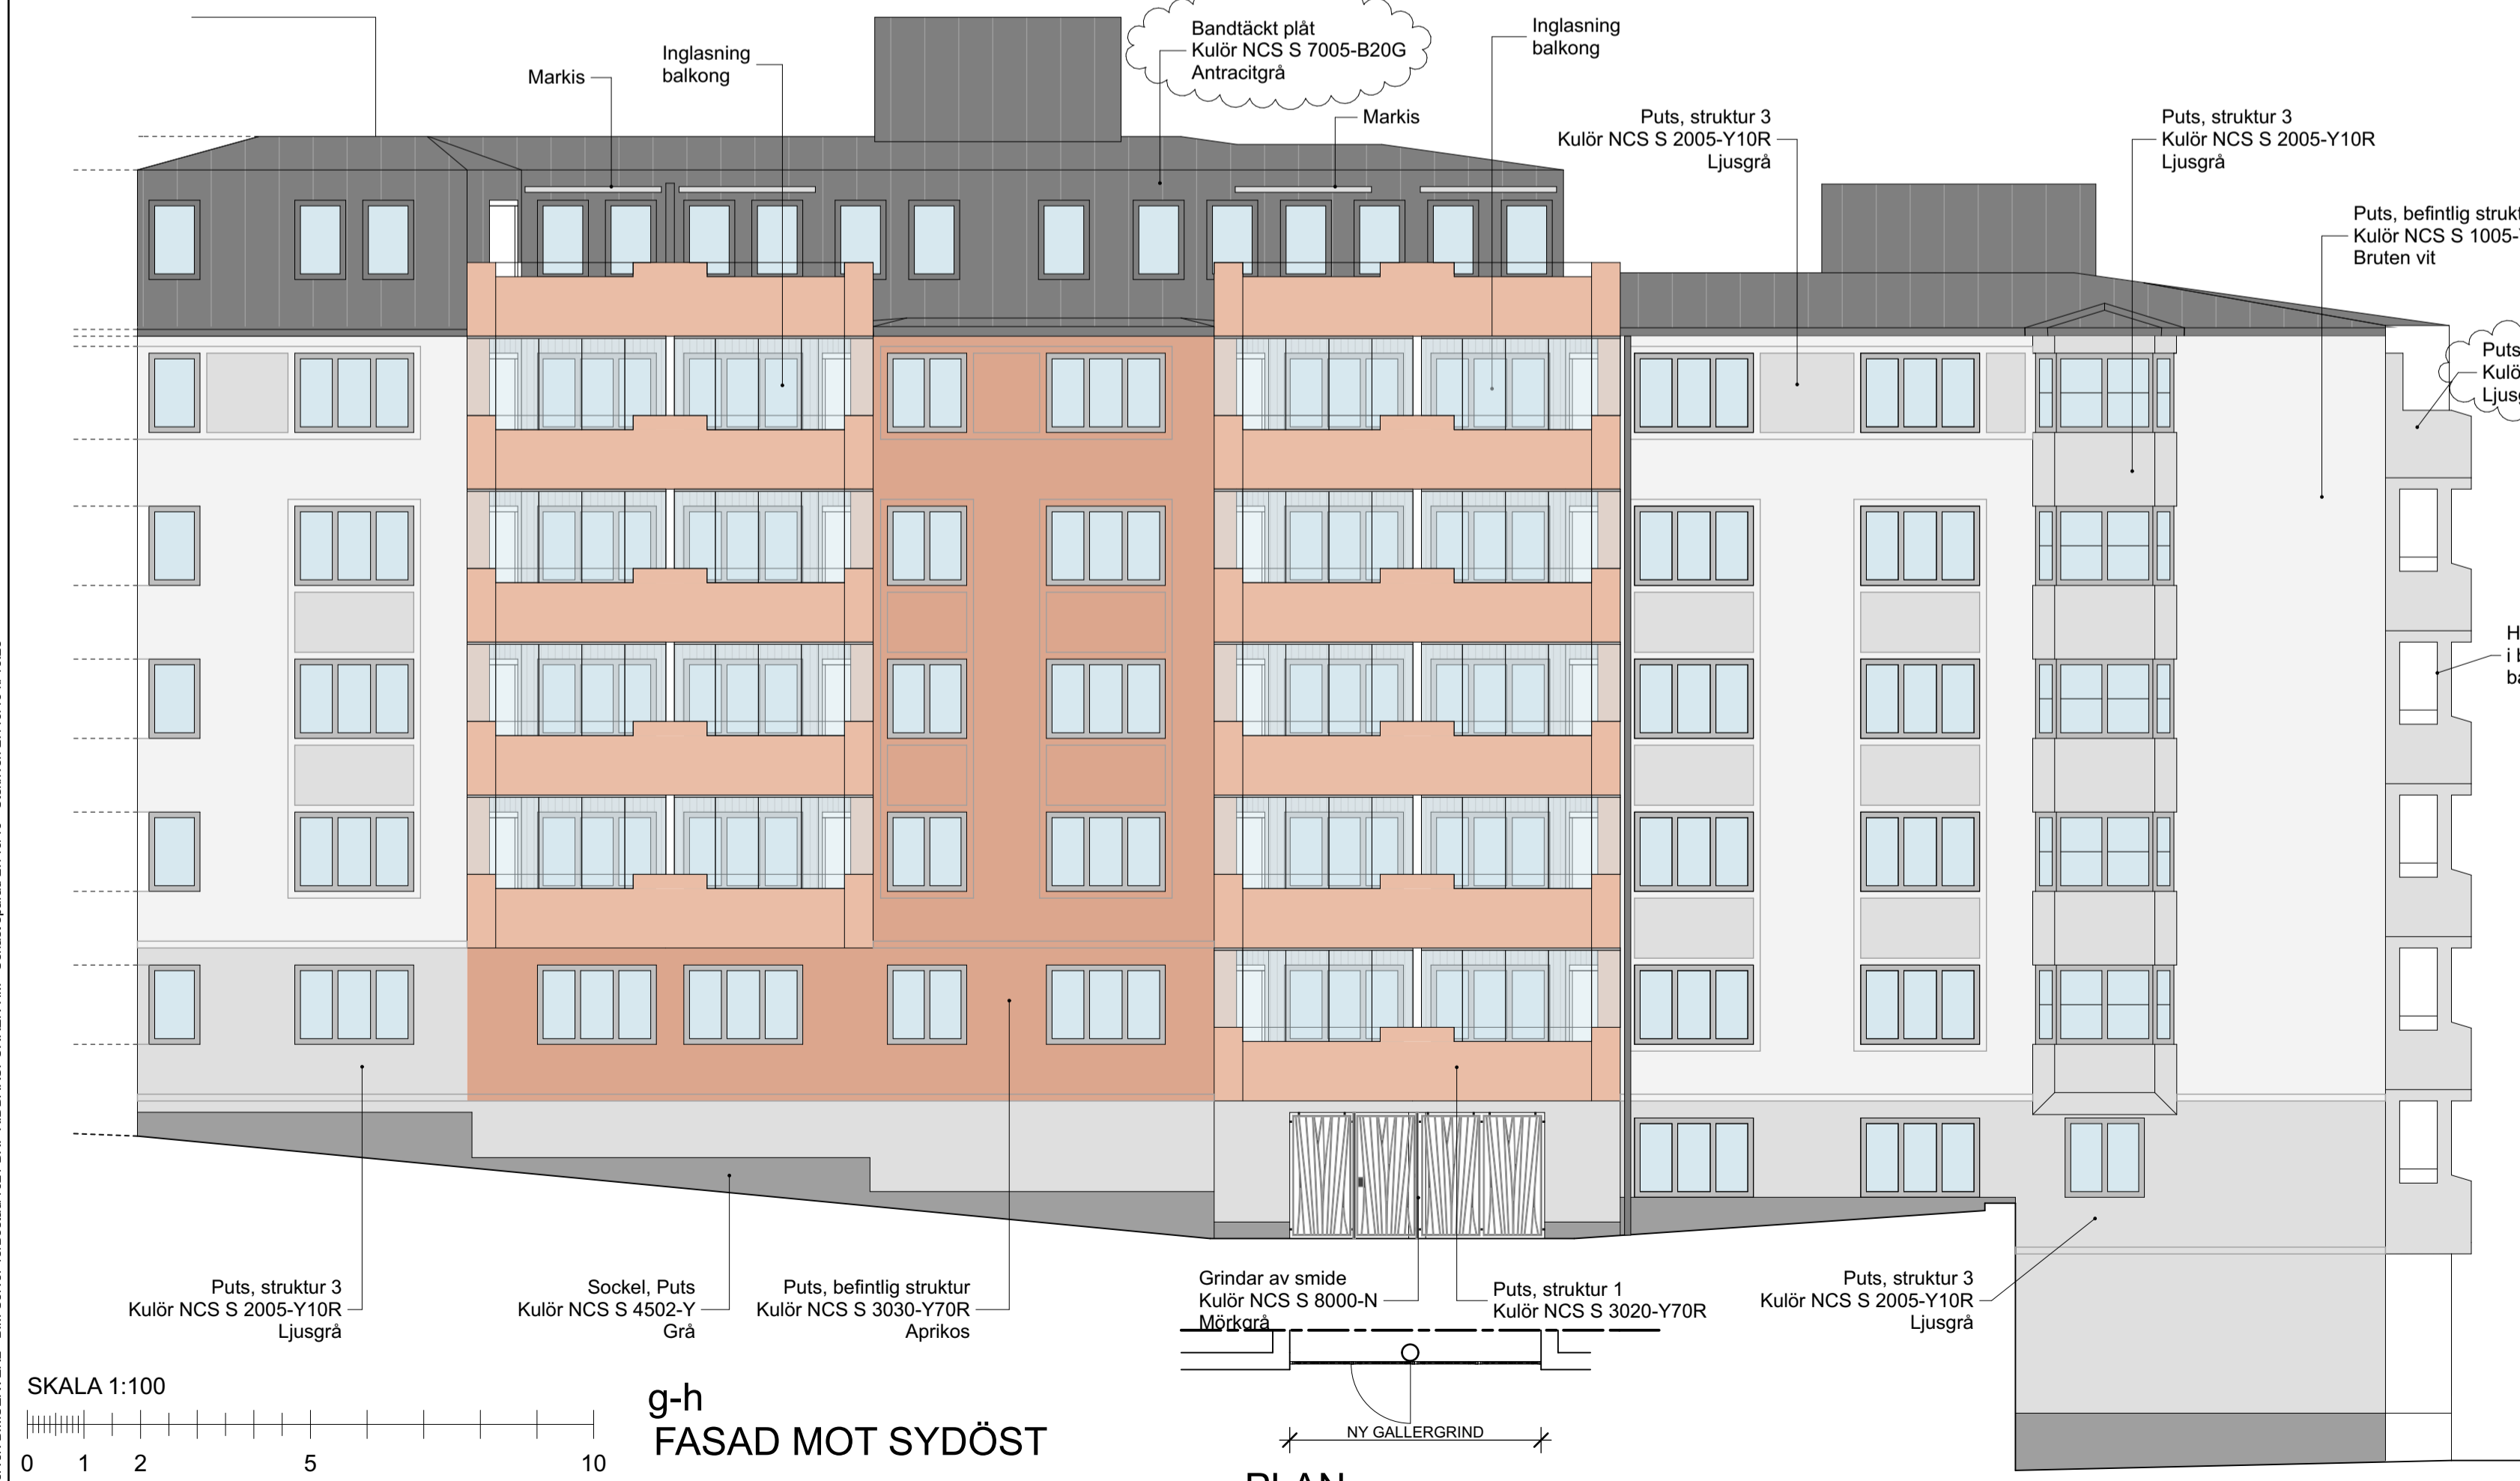 Bandtäckt plåt
Kulör NCS S 7005-B20G
Antracitgrå
Inglasning
balkong
Inglasning
balkong
Markis
Markis
Puts, struktur 3
Kulör NCS S 2005-Y10R
Ljusgrå
Puts, struktur 3
Kulör NCS S 2005-Y10R
Ljusgrå
Puts, befintlig strukt
Kulör NCS S 1005-
Bruten vit
Puts
Kulö
Ljusg
H
i b
ba
Puts, struktur 3
Kulör NCS S 2005-Y10R
Ljusgrå
Sockel, Puts
Kulör NCS S 4502-Y
Grå
Puts, befintlig struktur
Kulör NCS S 3030-Y70R
Aprikos
Grindar av smide
Kulör NCS S 8000-N
Mörkgrå
Puts, struktur 1
Kulör NCS S 3020-Y70R
Puts, struktur 3
Kulör NCS S 2005-Y10R
Ljusgrå
SKALA 1:100
0 1 2 5 10
g-h
FASAD MOT SYDÖST
NY GALLERGRIND
PLAN